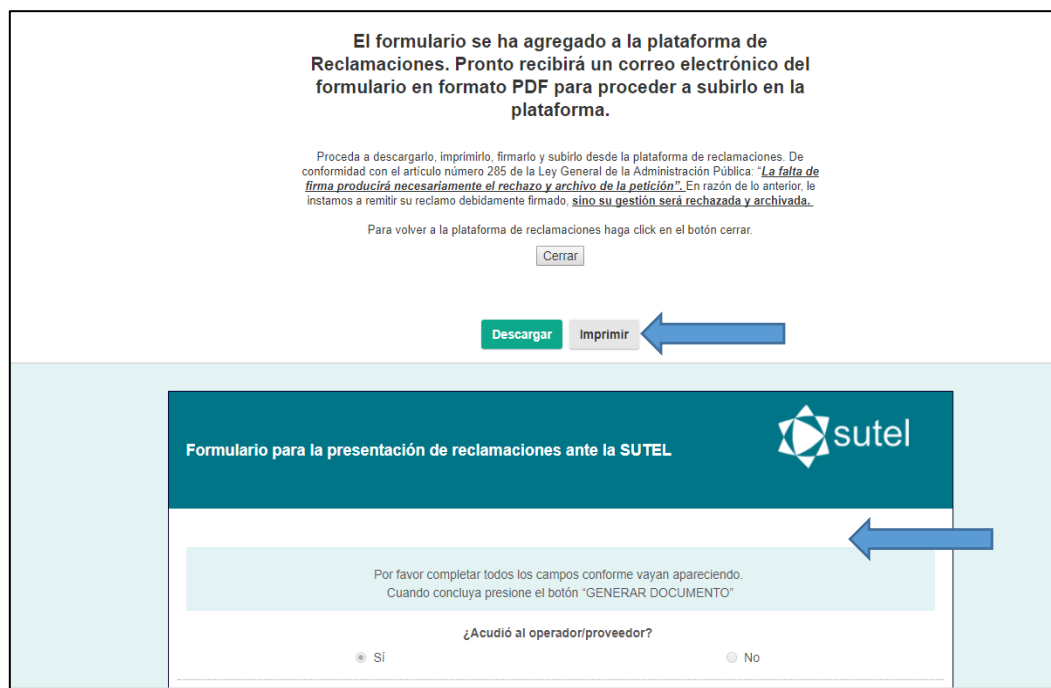 El formulario se ha agregado a la plataforma de
Reclamaciones. Pronto recibirá un correo electrónico del
formulario en formato PDF para proceder a subirlo en la
plataforma.
Proceda a descargarlo, imprimirlo, firmarlo y subirlo desde la plataforma de reclamaciones. De
conformidad con el artículo número 285 de la Ley General de la Administración Pública: “La falta de
firma producirá necesariamente el rechazo y archivo de la petición”. En razón de lo anterior, le
instamos a remitir su reclamo debidamente firmado, sino su gestión será rechazada y archivada.
Para volver a la plataforma de reclamaciones haga click en el botón cerrar.
Cerrar
Descargar Imprimir
sutel
Formulario para la presentación de reclamaciones ante la SUTEL
Por favor completar todos los campos conforme vayan apareciendo.
Cuando concluya presione el botón “GENERAR DOCUMENTO”
¿Acudió al operador/proveedor?
Sí No